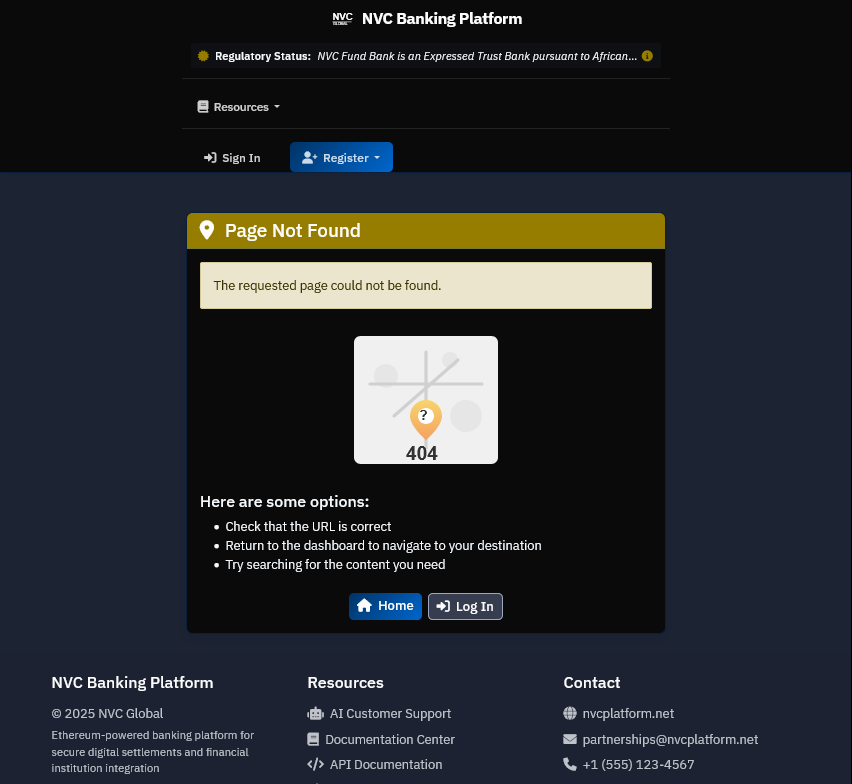 NVC
GLOBAL
NVC Banking Platform
Regulatory Status: NVC Fund Bank is an Expressed Trust Bank pursuant to African...
Resources
Sign In
Register
Page Not Found
The requested page could not be found.
?
404
Here are some options:
• Check that the URL is correct
• Return to the dashboard to navigate to your destination
• Try searching for the content you need
Home
Log In
NVC Banking Platform
© 2025 NVC Global
Ethereum-powered banking platform for
secure digital settlements and financial
institution integration
Resources
AI Customer Support
Documentation Center
API Documentation
Contact
nvcplatform.net
partnerships@nvcplatform.net
+1 (555) 123-4567